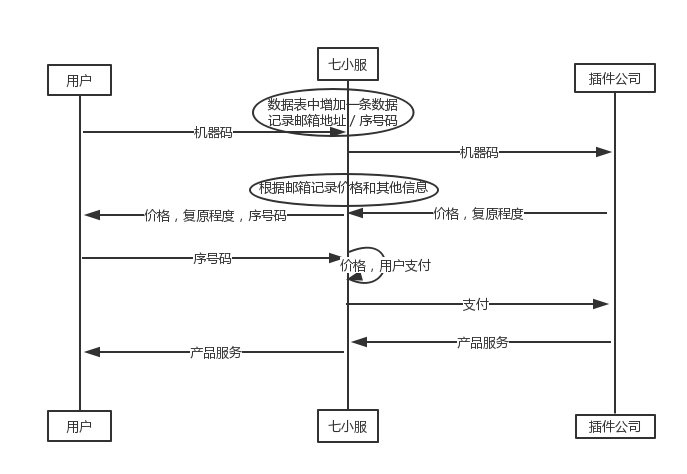 七小服
用户
插件公司
数据表中增加一条数据
记录邮箱地址 / 序号码
机器码
机器码
根据邮箱记录价格和其他信息
价格，复原程度，序号码
价格，复原程度
序号码
价格，用户支付
支付
产品服务
产品服务
用户
七小服
插件公司